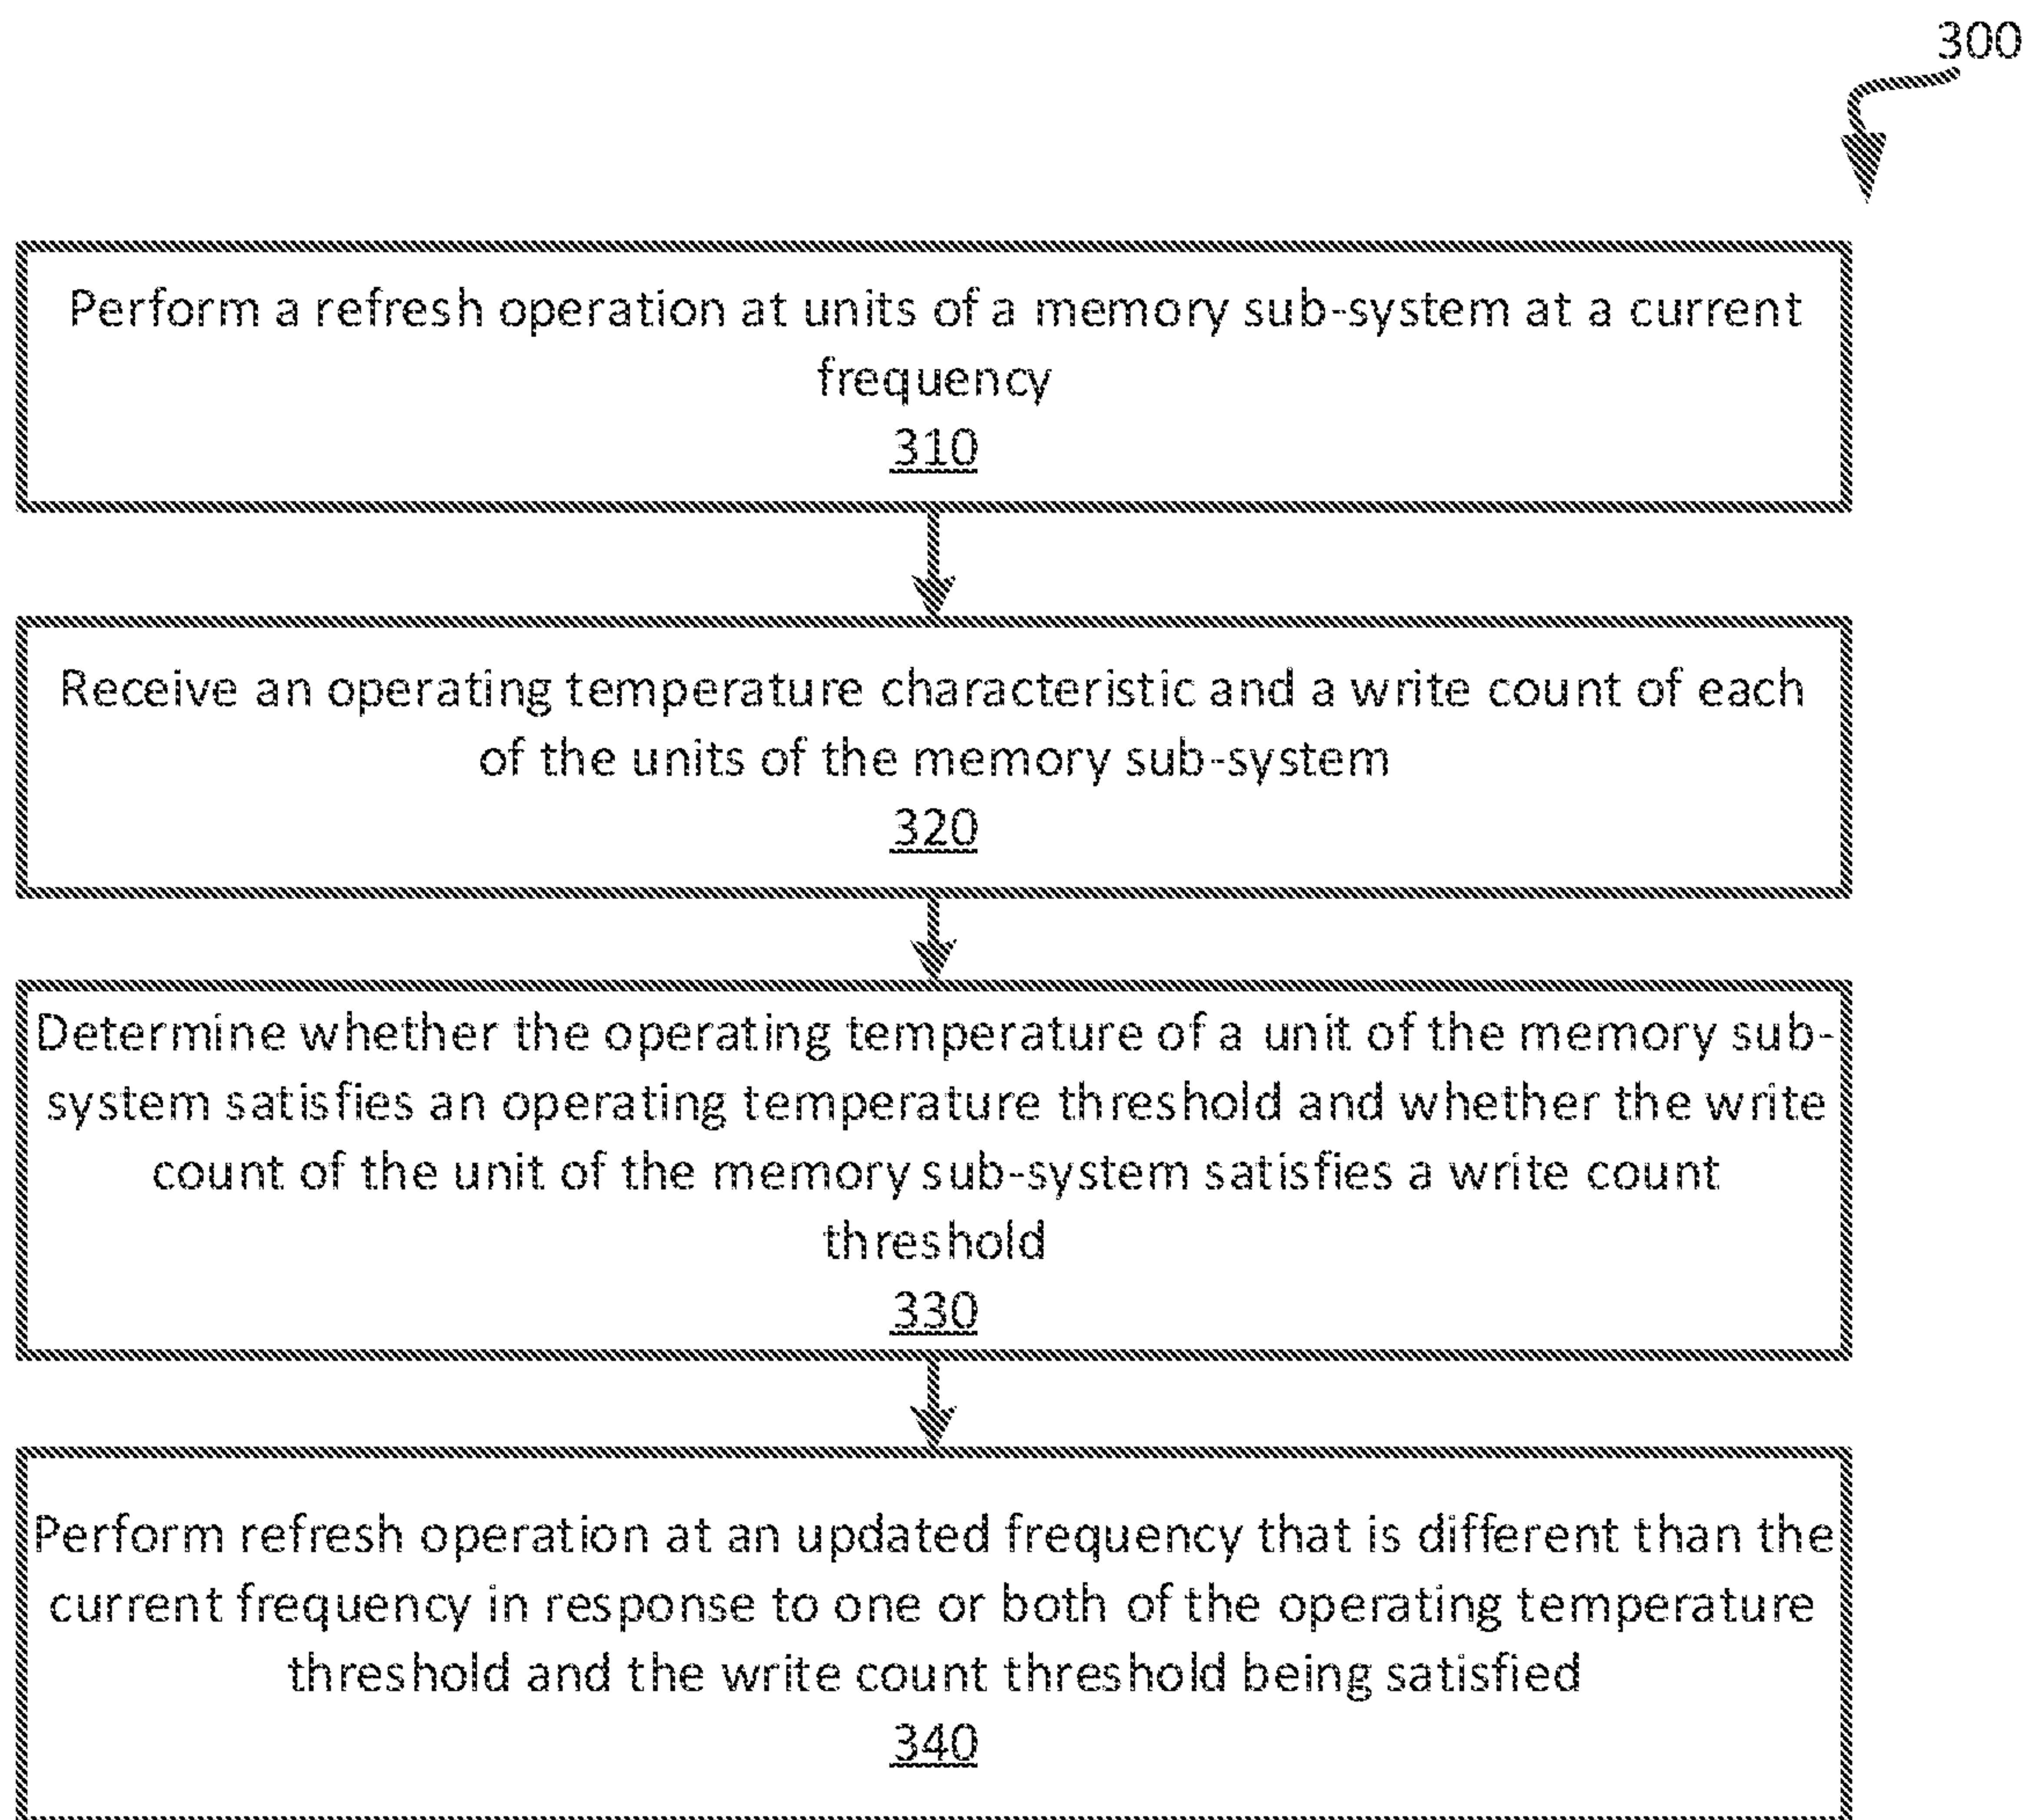 300
Perform a refresh operation at units of a memory sub-system at a current
frequency
310
Receive an operating temperature characteristic and a write count of each
of the units of the memory sub-system
320
Determine whether the operating temperature of a unit of the memory sub-
system satisfies an operating temperature threshold and whether the write
count of the unit of the memory sub-system satisfies a write count
threshold
330
Perform refresh operation at an updated frequency that is different than the
current frequency in response to one or both of the operating temperature
threshold and the write count threshold being satisfied
340